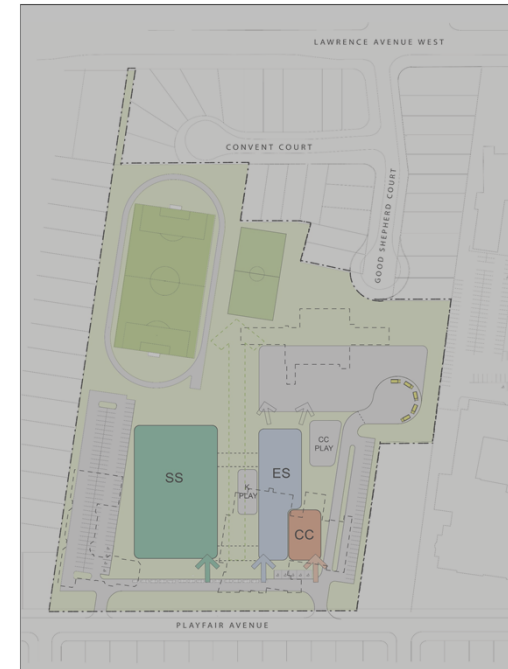 LAWRENCE AVENUE WEST
CONVENT COURT
GOOD SHEPHERD COURT
CC
PLAY
SS
ES
K
PLAY
CC
PLAYFAIR AVENUE